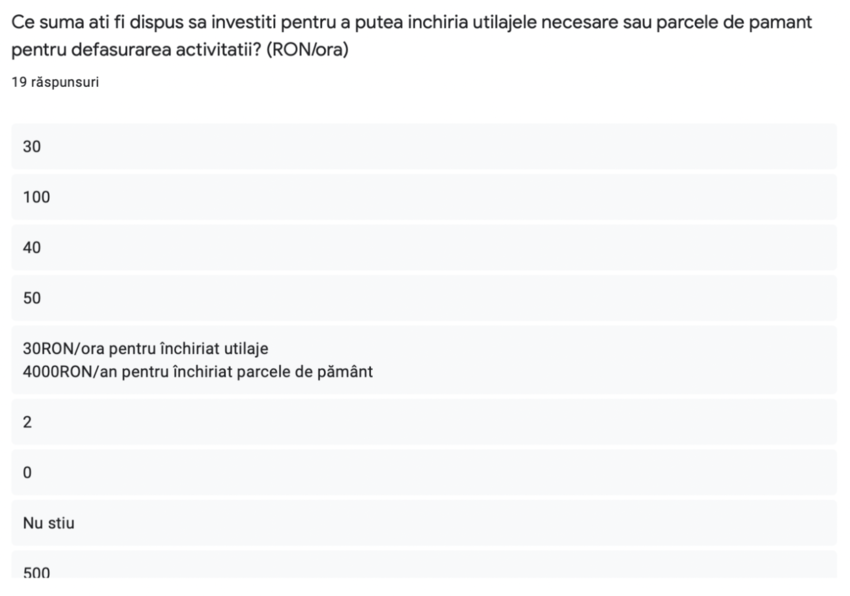 Ce suma ati fi dispus sa investiti pentru a putea inchiria utilajele necesare sau parcele de pamant
pentru defasurarea activitatii? (RON/ora)
19 răspunsuri
30
100
40
50
30RON/ora pentru închiriat utilaje
4000RON/an pentru închiriat parcele de pământ
2
0
Nu stiu
500